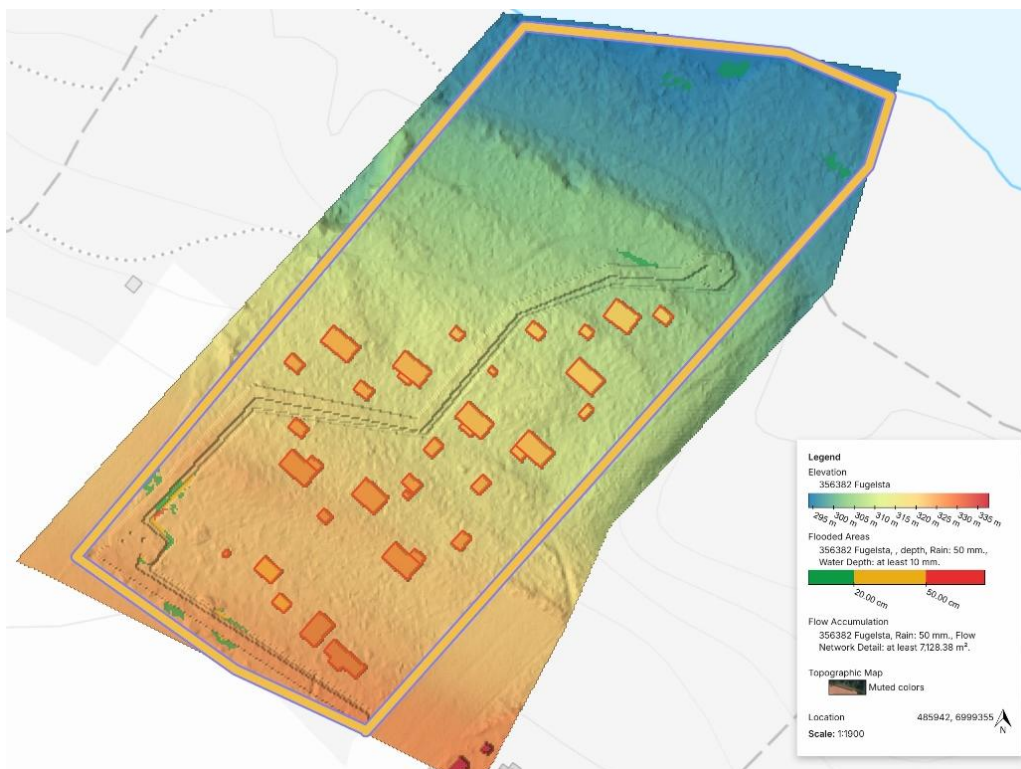 Legend
Elevation
356382 Fugelsta
295 m 300 m 305 m 310 m 315 m 320 m 325 m 330 m 335 m
Flooded Areas
356382 Fugelsta, , depth, Rain: 50 mm.,
Water Depth: at least 10 mm.
20.00 cm 50.00 cm
Flow Accumulation
356382 Fugelsta, Rain: 50 mm., Flow
Network Detail: at least 7,128.38 m².
Topographic Map
Muted colors
Location 485942, 6999355
Scale: 1:1900
N